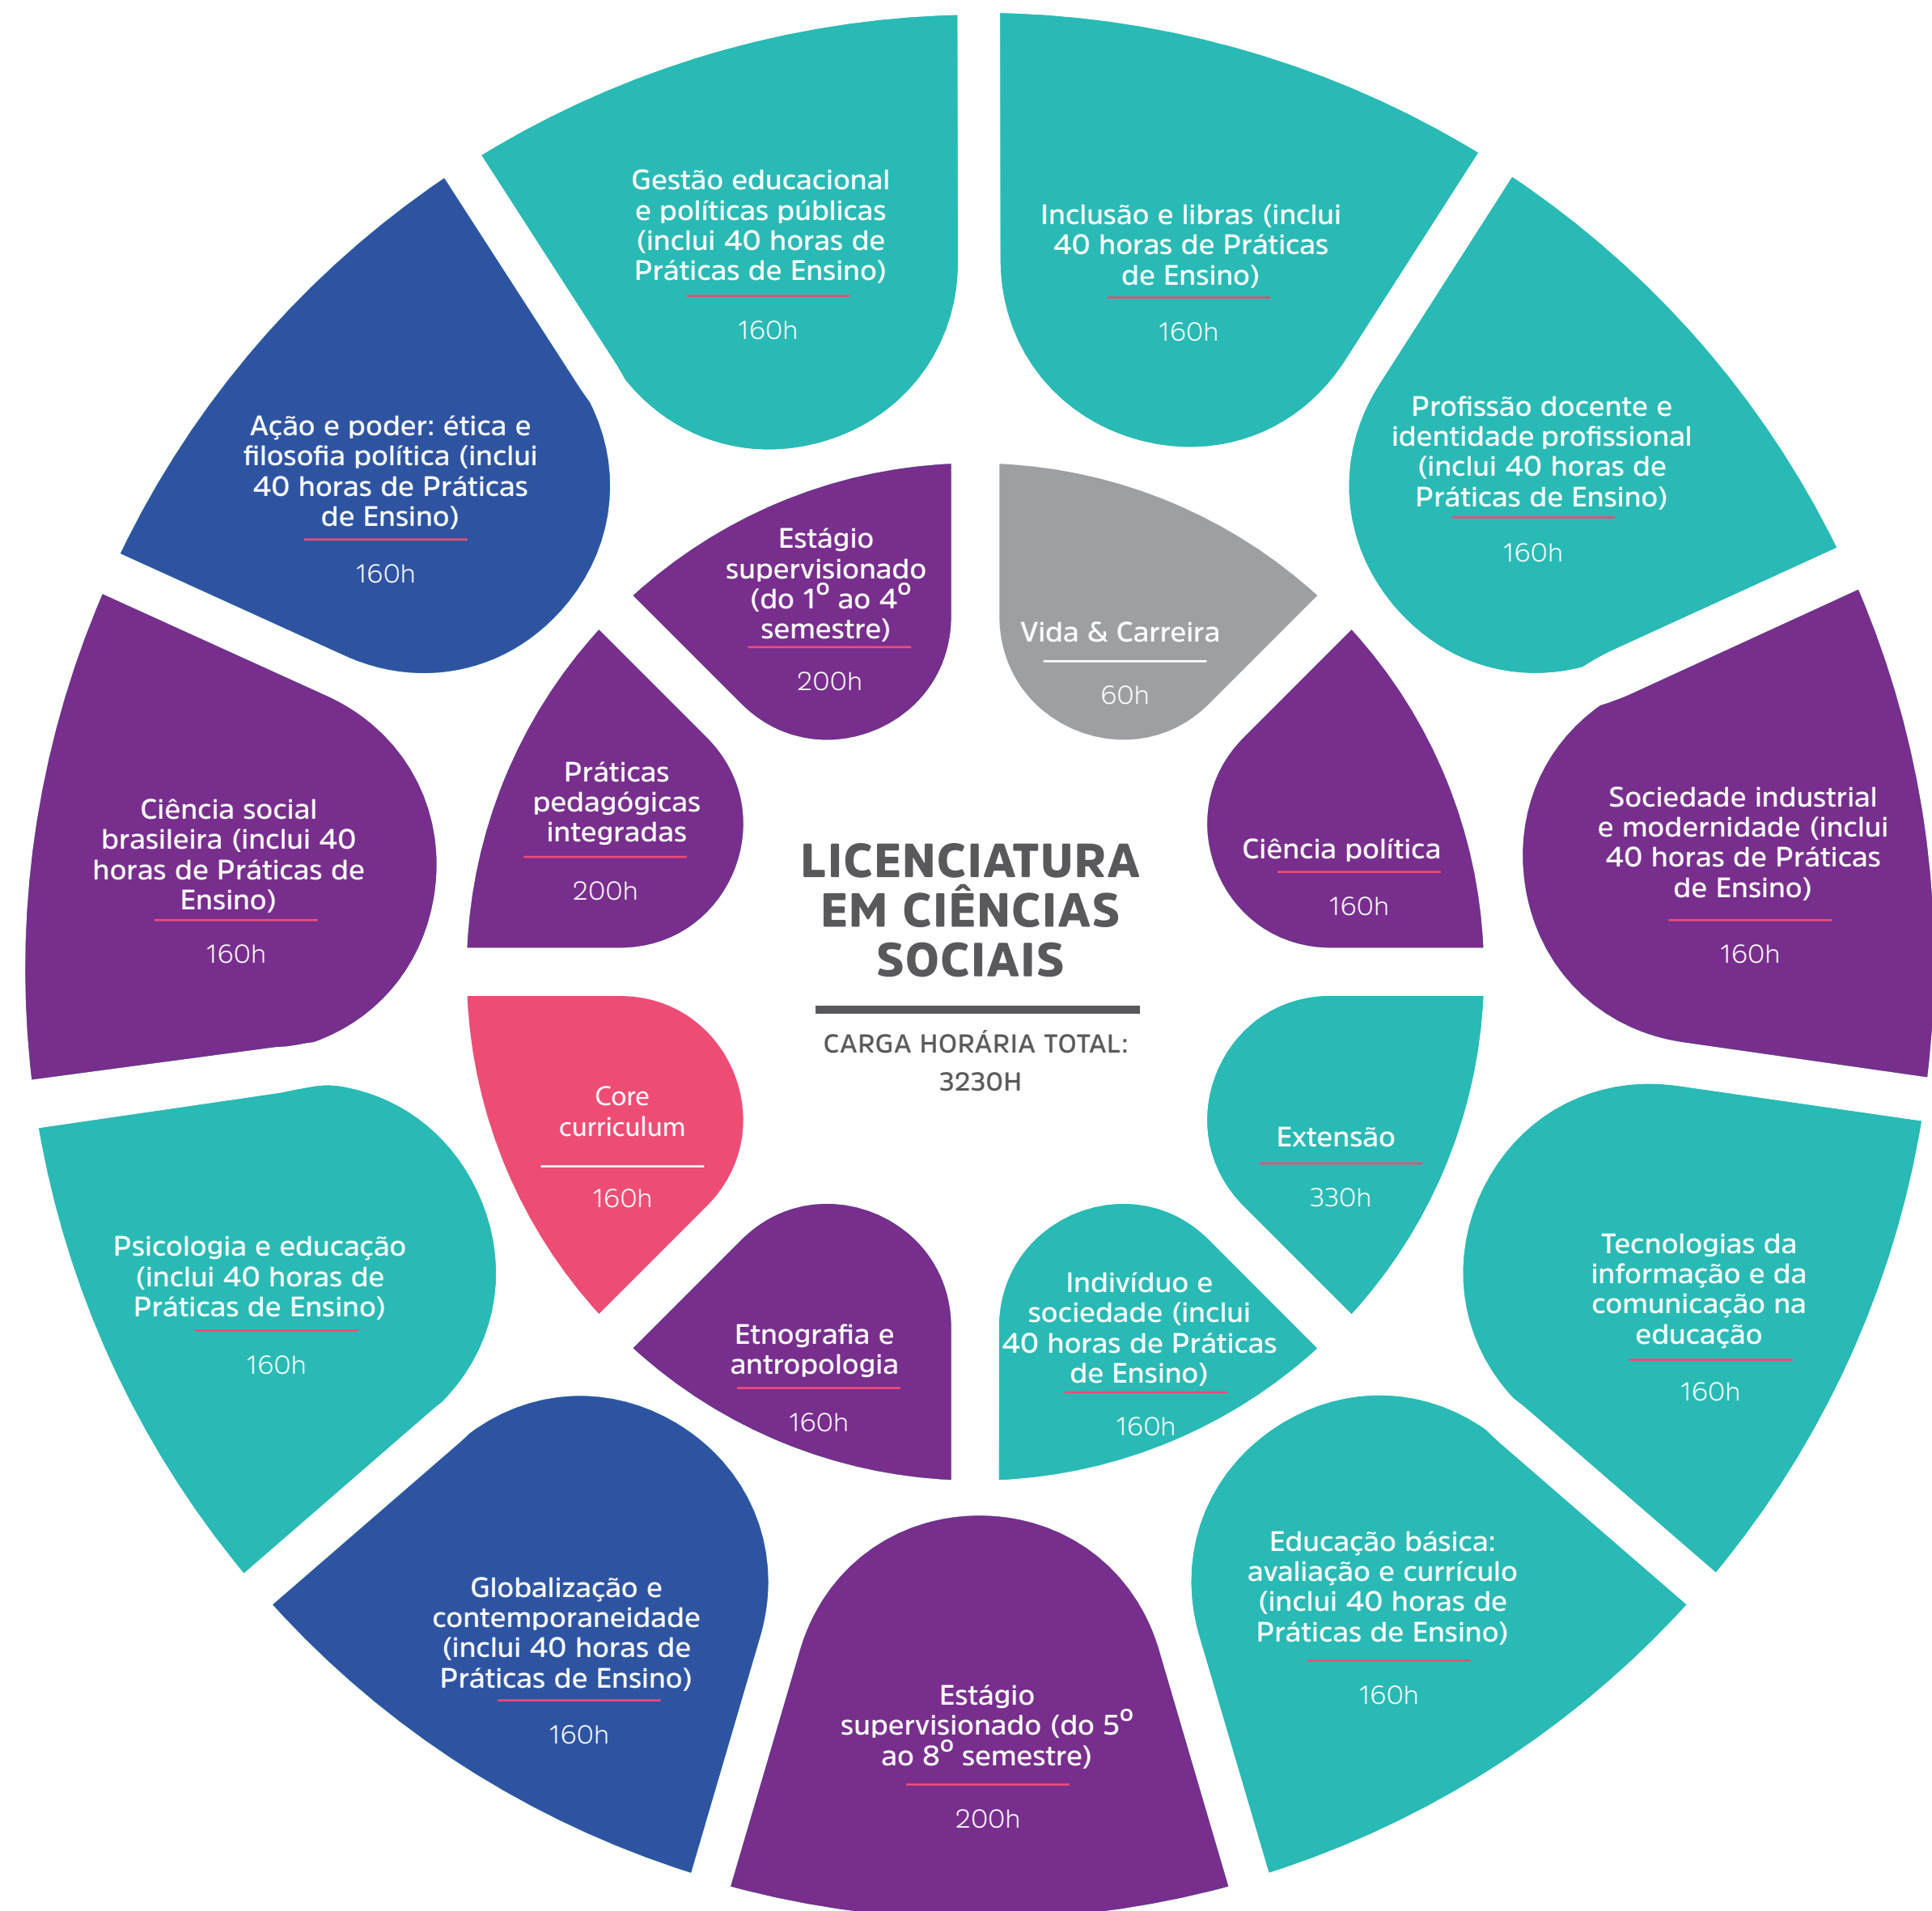 Gestão educacional
e políticas públicas
(inclui 40 horas de
Práticas de Ensino)
160h
Inclusão e libras (inclui
40 horas de Práticas
de Ensino)
160h
Profissão docente e
identidade profissional
(inclui 40 horas de
Práticas de Ensino)
160h
Sociedade industrial
e modernidade (inclui
40 horas de Práticas
de Ensino)
160h
Tecnologias da
informação e da
comunicação na
educação
160h
Educação básica:
avaliação e currículo
(inclui 40 horas de
Práticas de Ensino)
160h
Estágio
supervisionado (do 5º
ao 8º semestre)
200h
Globalização e
contemporaneidade
(inclui 40 horas de
Práticas de Ensino)
160h
Psicologia e educação
(inclui 40 horas de
Práticas de Ensino)
160h
Ciência social
brasileira (inclui 40
horas de Práticas de
Ensino)
160h
Ação e poder: ética e
filosofia política (inclui
40 horas de Práticas
de Ensino)
160h
Estágio
supervisionado
(do 1º ao 4º
semestre)
200h
Vida & Carreira
60h
Ciência política
160h
Extensão
330h
Indivíduo e
sociedade (inclui
40 horas de Práticas
de Ensino)
160h
Etnografia e
antropologia
160h
Core
curriculum
160h
Práticas
pedagógicas
integradas
200h
LICENCIATURA
EM CIÊNCIAS
SOCIAIS
CARGA HORÁRIA TOTAL:
3230H